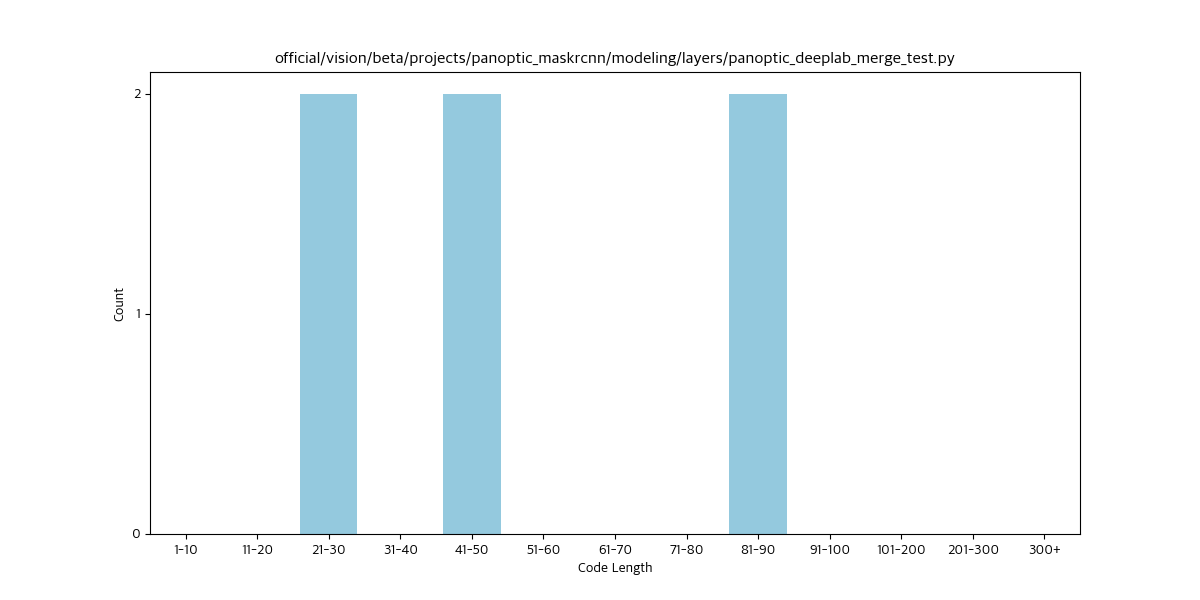 official/vision/beta/projects/panoptic_maskrcnn/modeling/layers/panoptic_deeplab_merge_test.py
2
1
0
Count
1-10 11-20 21-30 31-40 41-50 51-60 61-70 71-80 81-90 91-100 101-200 201-300 300+
Code Length